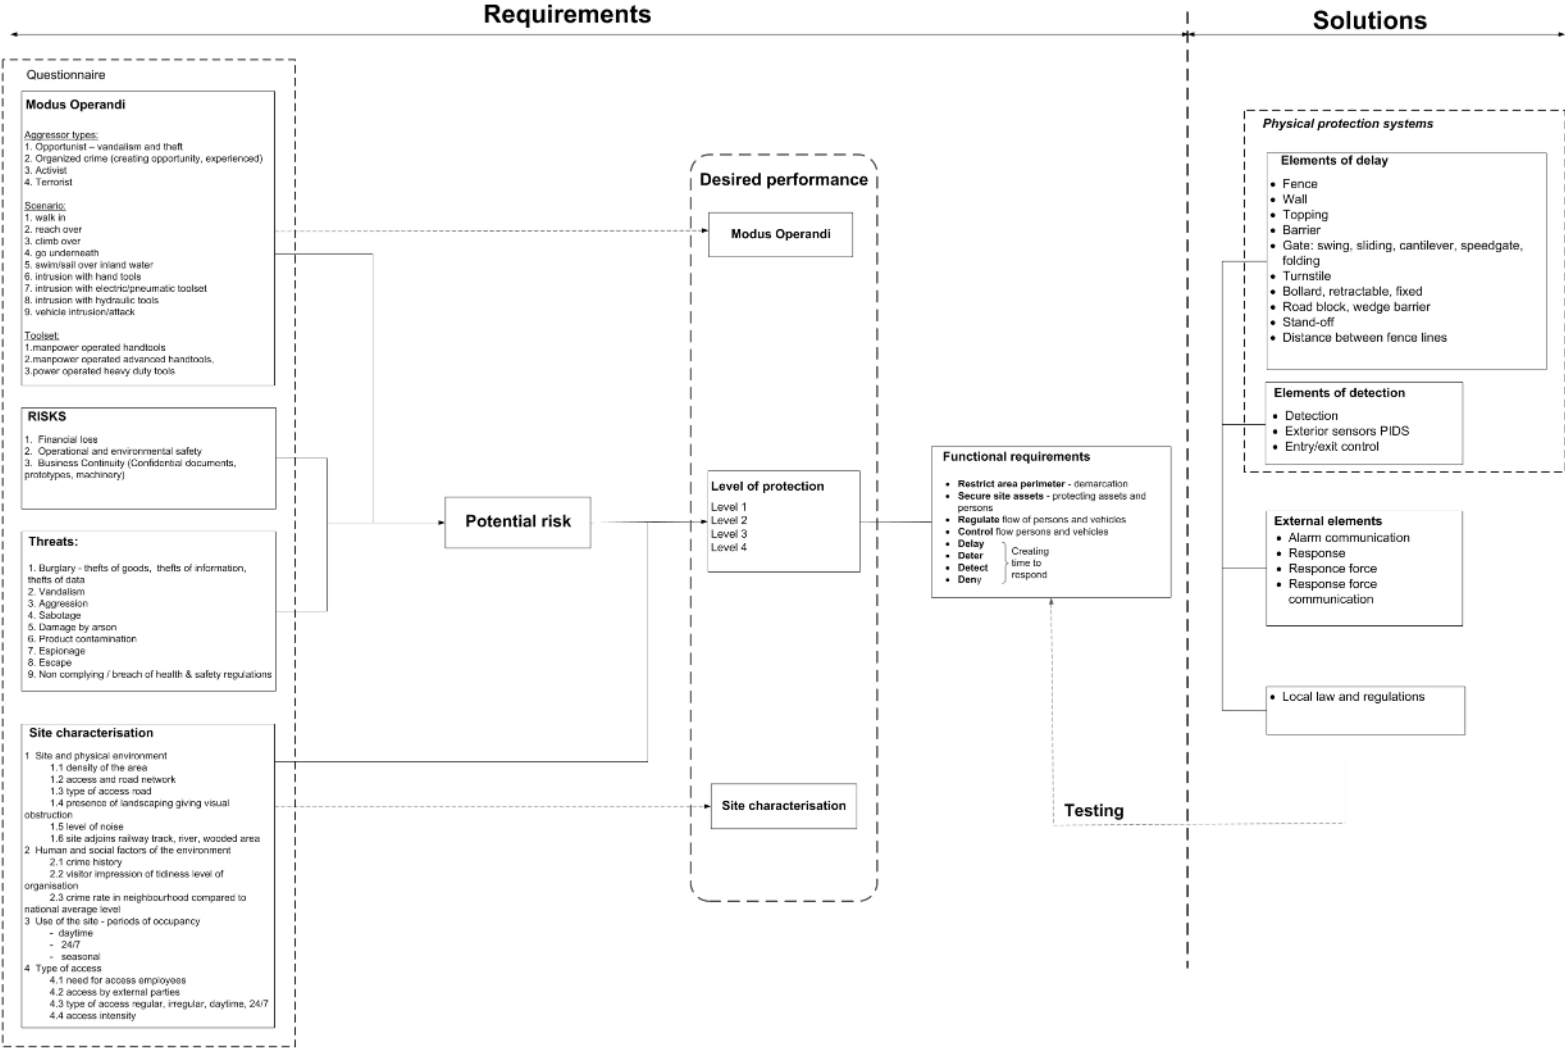 Requirements
Solutions
Questionnaire
Modus Operandi
Aggressor types:
1. Opportunist – vandalism and theft
2. Organized crime (creating opportunity, experienced)
3. Activist
4. Terrorist
Scenario:
1. walk in
2. reach over
3. climb over
4. go underneath
5. swim/sail over inland water
6. intrusion with hand tools
7. intrusion with electric/pneumatic toolset
8. intrusion with hydraulic tools
9. vehicle intrusion/attack
Toolset:
1.manpower operated handtools
2.manpower operated advanced handtools,
3.power operated heavy duty tools
RISKS
1. Financial loss
2. Operational and environmental safety
3. Business Continuity (Confidential documents,
prototypes, machinery)
Threats:
1. Burglary - thefts of goods, thefts of information,
thefts of data
2. Vandalism
3. Aggression
4. Sabotage
5. Damage by arson
6. Product contamination
7. Espionage
8. Escape
9. Non complying / breach of health & safety regulations
Site characterisation
1 Site and physical environment
1.1 density of the area
1.2 access and road network
1.3 type of access road
1.4 presence of landscaping giving visual
obstruction
1.5 level of noise
1.6 site adjoins railway track, river, wooded area
2 Human and social factors of the environment
2.1 crime history
2.2 visitor impression of tidiness level of
organisation
2.3 crime rate in neighbourhood compared to
national average level
3 Use of the site - periods of occupancy
- daytime
- 24/7
- seasonal
4 Type of access
4.1 need for access employees
4.2 access by external parties
4.3 type of access regular, irregular, daytime, 24/7
4.4 access intensity
Potential risk
Desired performance
Modus Operandi
Level of protection
Level 1
Level 2
Level 3
Level 4
Site characterisation
Functional requirements
• Restrict area perimeter - demarcation
• Secure site assets - protecting assets and
persons
• Regulate flow of persons and vehicles
• Control flow persons and vehicles
• Delay
• Deter
• Detect
• Deny
Creating
time to
respond
Testing
Physical protection systems
Elements of delay
• Fence
• Wall
• Topping
• Barrier
• Gate: swing, sliding, cantilever, speedgate,
folding
• Turnstile
• Bollard, retractable, fixed
• Road block, wedge barrier
• Stand-off
• Distance between fence lines
Elements of detection
• Detection
• Exterior sensors PIDS
• Entry/exit control
External elements
• Alarm communication
• Response
• Responce force
• Response force
communication
• Local law and regulations